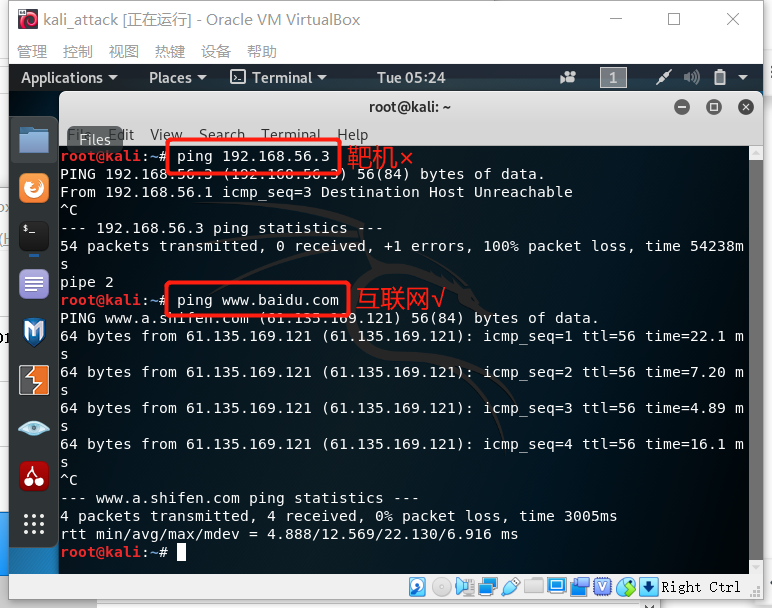 kali_attack [正在运行] - Oracle VM VirtualBox
管理 控制 视图 热键 设备 帮助
Applications Places Terminal Tue 05:24 1
root@kali: ~
File Edit View Search Terminal Help
Files
root@kali:~# ping 192.168.56.3 靶机×
PING 192.168.56.3 (192.168.56.3) 56(84) bytes of data.
From 192.168.56.1 icmp_seq=3 Destination Host Unreachable
^C
--- 192.168.56.3 ping statistics ---
54 packets transmitted, 0 received, +1 errors, 100% packet loss, time 54238m
s
pipe 2
root@kali:~# ping www.baidu.com 互联网√
PING www.a.shifen.com (61.135.169.121) 56(84) bytes of data.
64 bytes from 61.135.169.121 (61.135.169.121): icmp_seq=1 ttl=56 time=22.1 m
s
64 bytes from 61.135.169.121 (61.135.169.121): icmp_seq=2 ttl=56 time=7.20 m
s
64 bytes from 61.135.169.121 (61.135.169.121): icmp_seq=3 ttl=56 time=4.89 m
s
64 bytes from 61.135.169.121 (61.135.169.121): icmp_seq=4 ttl=56 time=16.1 m
s
^C
--- www.a.shifen.com ping statistics ---
4 packets transmitted, 4 received, 0% packet loss, time 3005ms
rtt min/avg/max/mdev = 4.888/12.569/22.130/6.916 ms
root@kali:~#
Right Ctrl